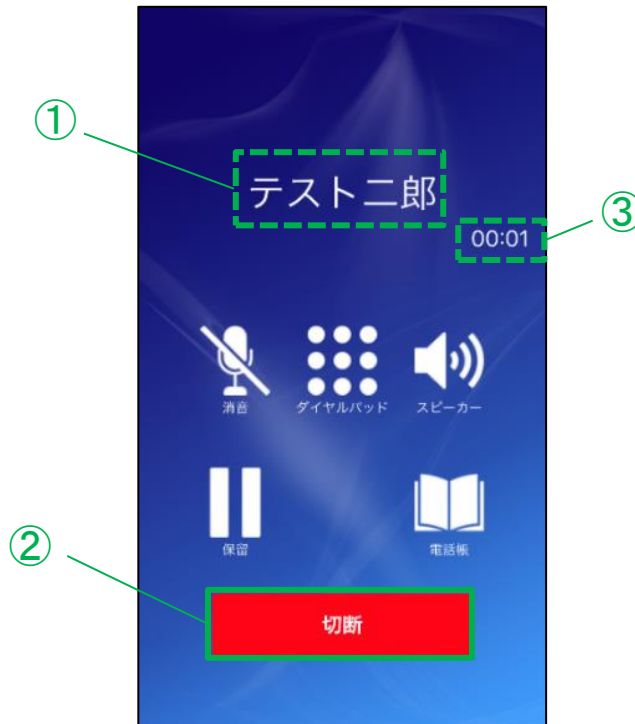 ①
テスト二郎
③
00:01
消音 ダイヤルパッド スピーカー
保留 電話帳
②
切断